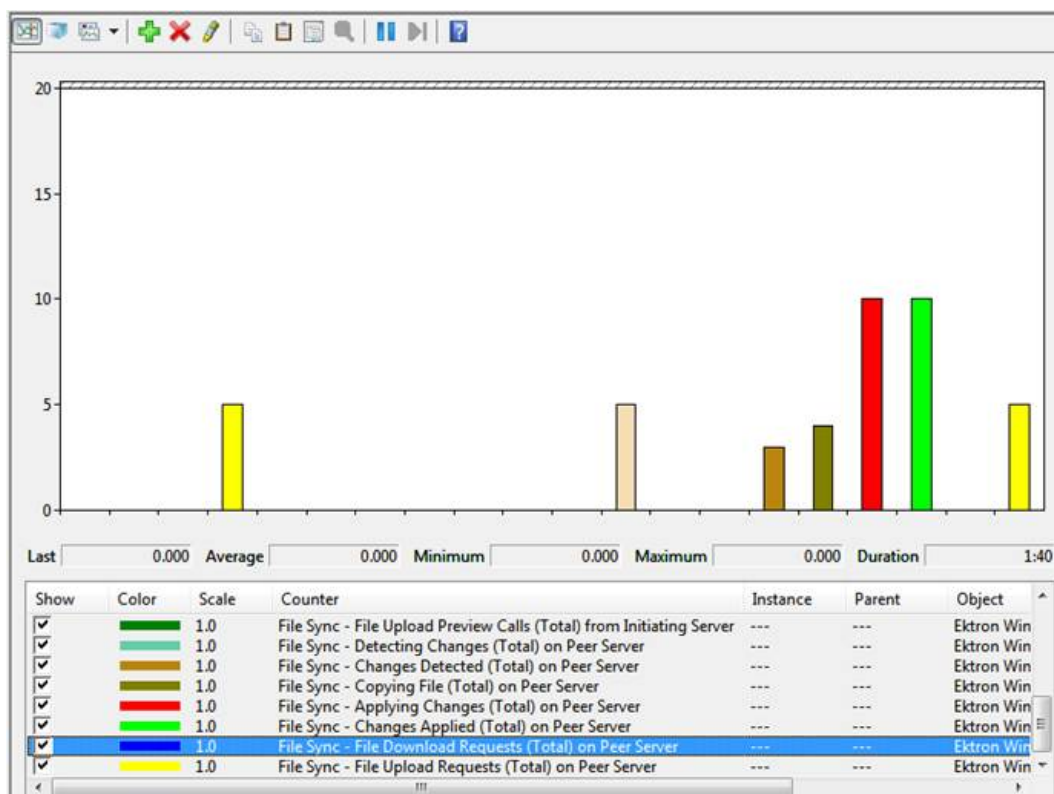 20
15
10
5
0
Last 0.000 Average 0.000 Minimum 0.000 Maximum 0.000 Duration 1:40
Show Color Scale Counter Instance Parent Object
1.0 File Sync - File Upload Preview Calls (Total) from Initiating Server --- --- Ektron Win
1.0 File Sync - Detecting Changes (Total) on Peer Server --- --- Ektron Win
1.0 File Sync - Changes Detected (Total) on Peer Server --- --- Ektron Win
1.0 File Sync - Copying File (Total) on Peer Server --- --- Ektron Win
1.0 File Sync - Applying Changes (Total) on Peer Server --- --- Ektron Win
1.0 File Sync - Changes Applied (Total) on Peer Server --- --- Ektron Win
1.0 File Sync - File Download Requests (Total) on Peer Server --- --- Ektron Win
1.0 File Sync - File Upload Requests (Total) on Peer Server --- --- Ektron Win